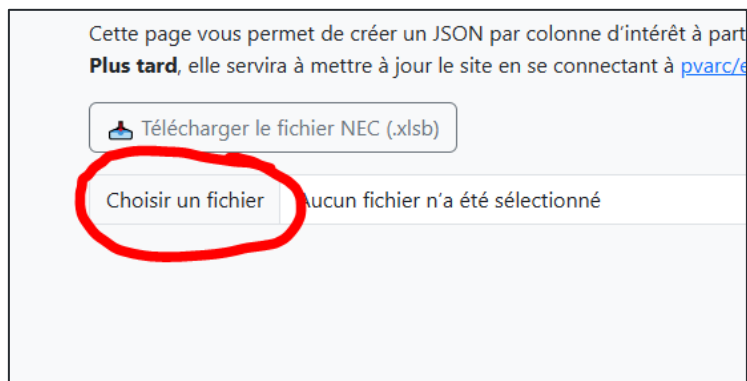 Cette page vous permet de créer un JSON par colonne d’intérêt à part
Plus tard, elle servira à mettre à jour le site en se connectant à pvarc/e
Télécharger le fichier NEC (.xlsb)
Choisir un fichier Aucun fichier n’a été sélectionné